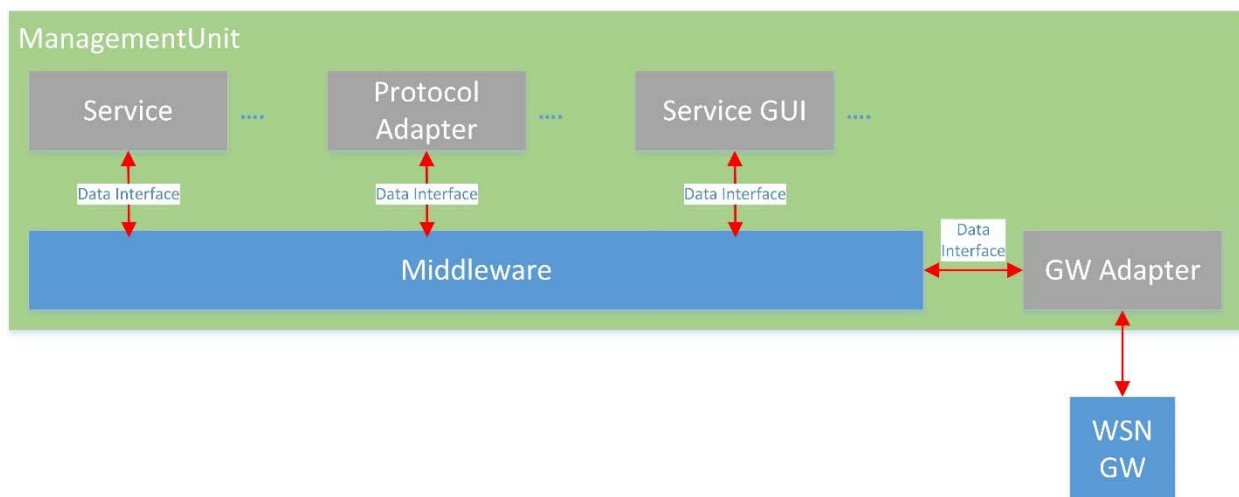 ManagementUnit
Service
....
Protocol
Adapter
....
Service GUI
....
Data Interface
Data Interface
Data Interface
Data
Interface
Middleware
GW Adapter
WSN
GW